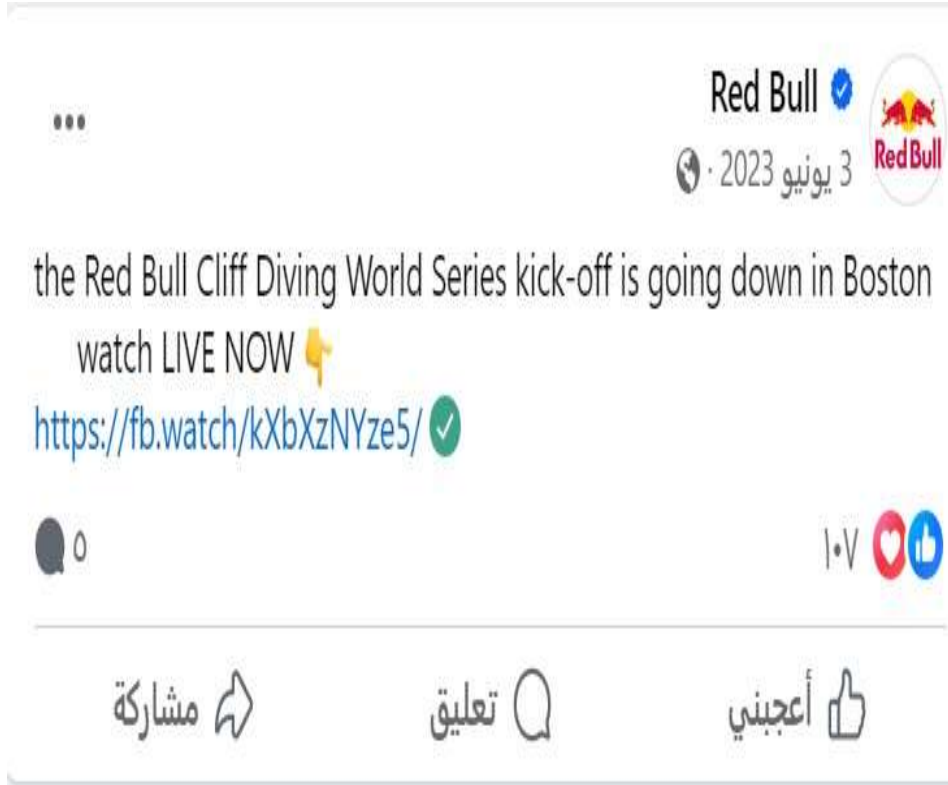 Red Bull
Red Bull
3 يونيو 2023 ·
the Red Bull Cliff Diving World Series kick-off is going down in Boston
watch LIVE NOW 👇
https://fb.watch/kXbXzNYze5/
١٠٧
٥
أعجبني
تعليق
مشاركة